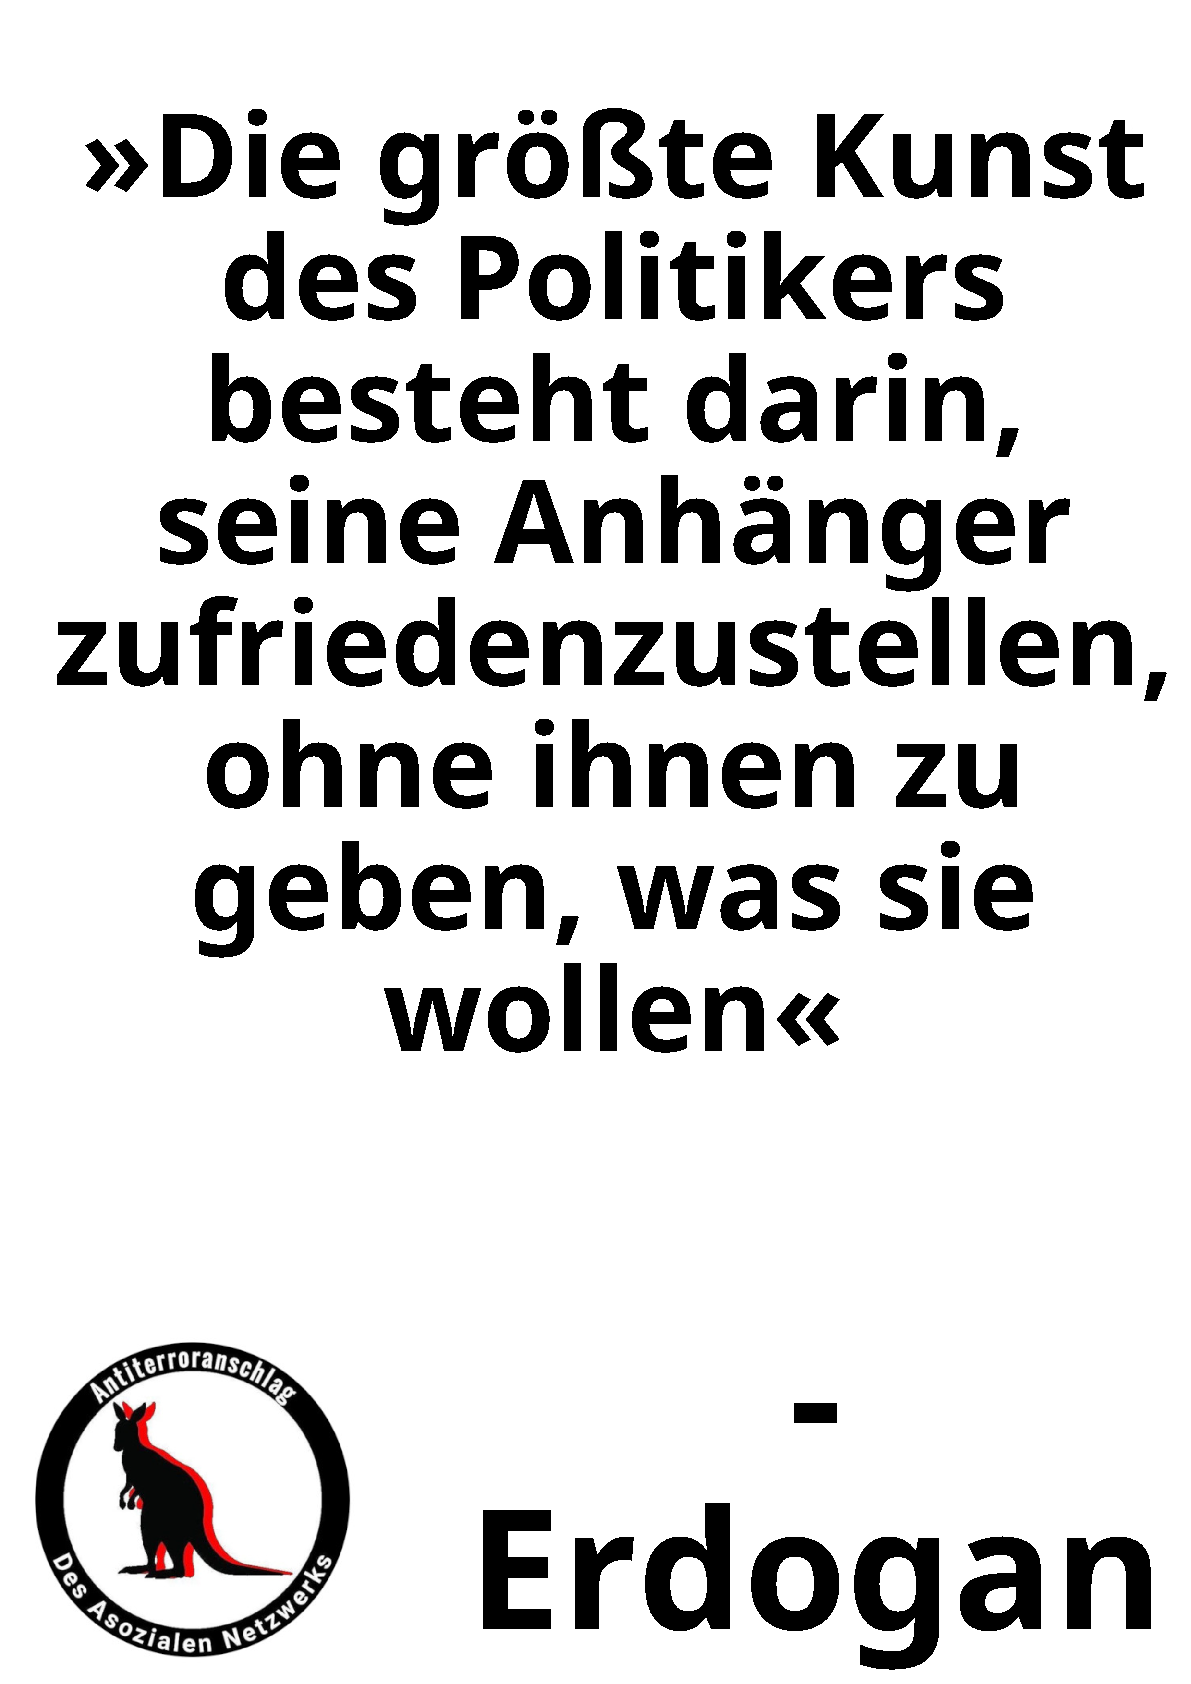 »Die größte Kunst
des Politikers
besteht darin,
seine Anhänger
zufriedenzustellen,
ohne ihnen zu
geben, was sie
wollen«
-
Erdogan
Antiterroranschlag
Des Asozialen Netzwerks